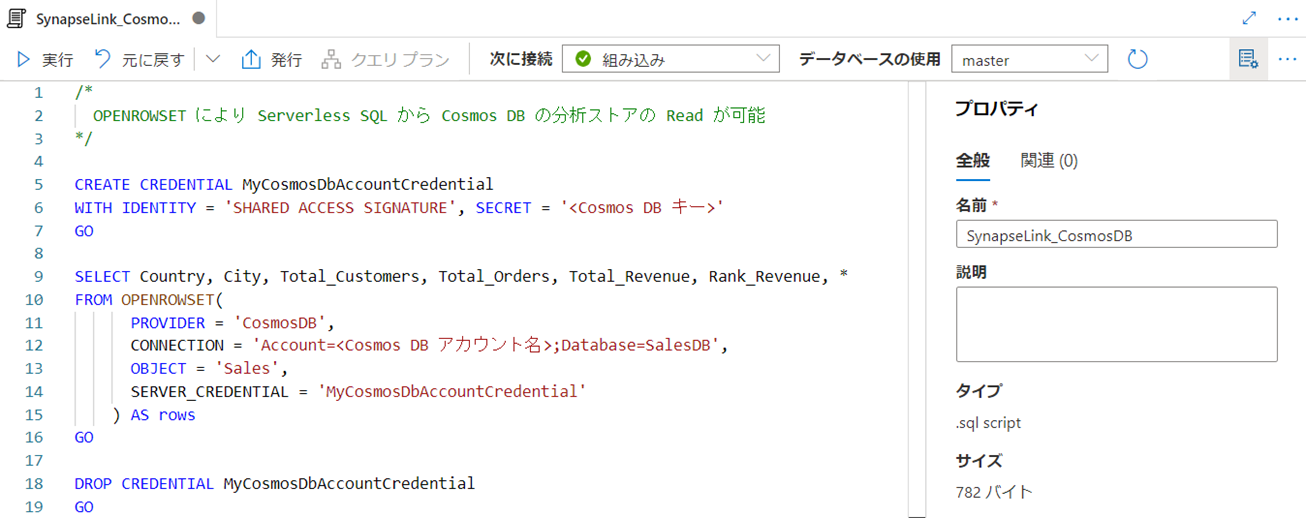 SynapseLink_Cosmo...
実行 元に戻す 発行 クエリ プラン 次に接続 組み込み データベースの使用 master
1 /*
2 OPENROWSET により Serverless SQL から Cosmos DB の分析ストアの Read が可能
3 */
4
5 CREATE CREDENTIAL MyCosmosDbAccountCredential
6 WITH IDENTITY = 'SHARED ACCESS SIGNATURE', SECRET = '<Cosmos DB キー>'
7 GO
8
9 SELECT Country, City, Total_Customers, Total_Orders, Total_Revenue, Rank_Revenue, *
10 FROM OPENROWSET(
11 PROVIDER = 'CosmosDB',
12 CONNECTION = 'Account=<Cosmos DB アカウント名>;Database=SalesDB',
13 OBJECT = 'Sales',
14 SERVER_CREDENTIAL = 'MyCosmosDbAccountCredential'
15 ) AS rows
16 GO
17
18 DROP CREDENTIAL MyCosmosDbAccountCredential
19 GO
プロパティ
全般 関連 (0)
名前 *
SynapseLink_CosmosDB
説明
タイプ
.sql script
サイズ
782 バイト